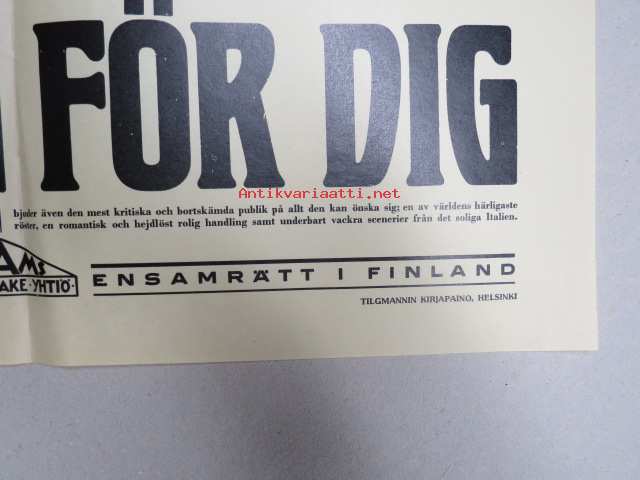 FÖR DIG
Antikvariaatti.net
bjuder även den mest kritiska och bortskämda publik på allt den kan önska sig; en av världens härligaste
röster, en romantisk och hejdlöst rolig handling samt underbart vackra scenerier från det soliga Italien.
AMS
AKE-YHTIÖ·
ENSAMRÄTT I FINLAND
TILGMANNIN KIRJAPAINO, HELSINKI